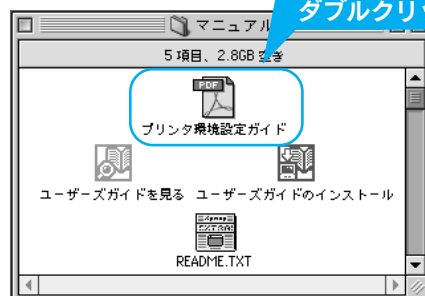 ダブルクリッ
マニュアル
5 項目、2.8GB 空き
PDF
プリンタ環境設定ガイド
ユーザーズガイドを見る ユーザーズガイドのインストール
README.TXT